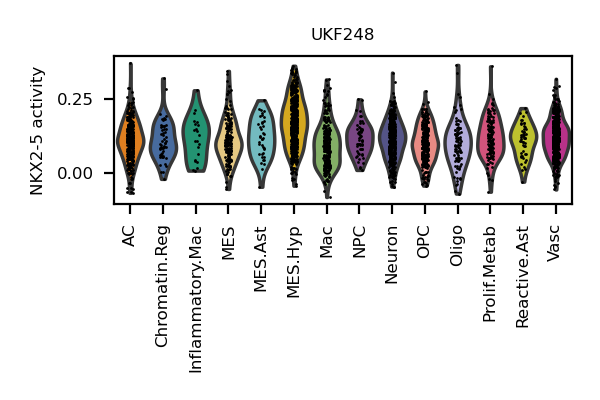 UKF248
NKX2-5 activity
0.25
0.00
AC
Chromatin.Reg
Inflammatory.Mac
MES
MES.Ast
MES.Hyp
Mac
NPC
Neuron
OPC
Oligo
Prolif.Metab
Reactive.Ast
Vasc